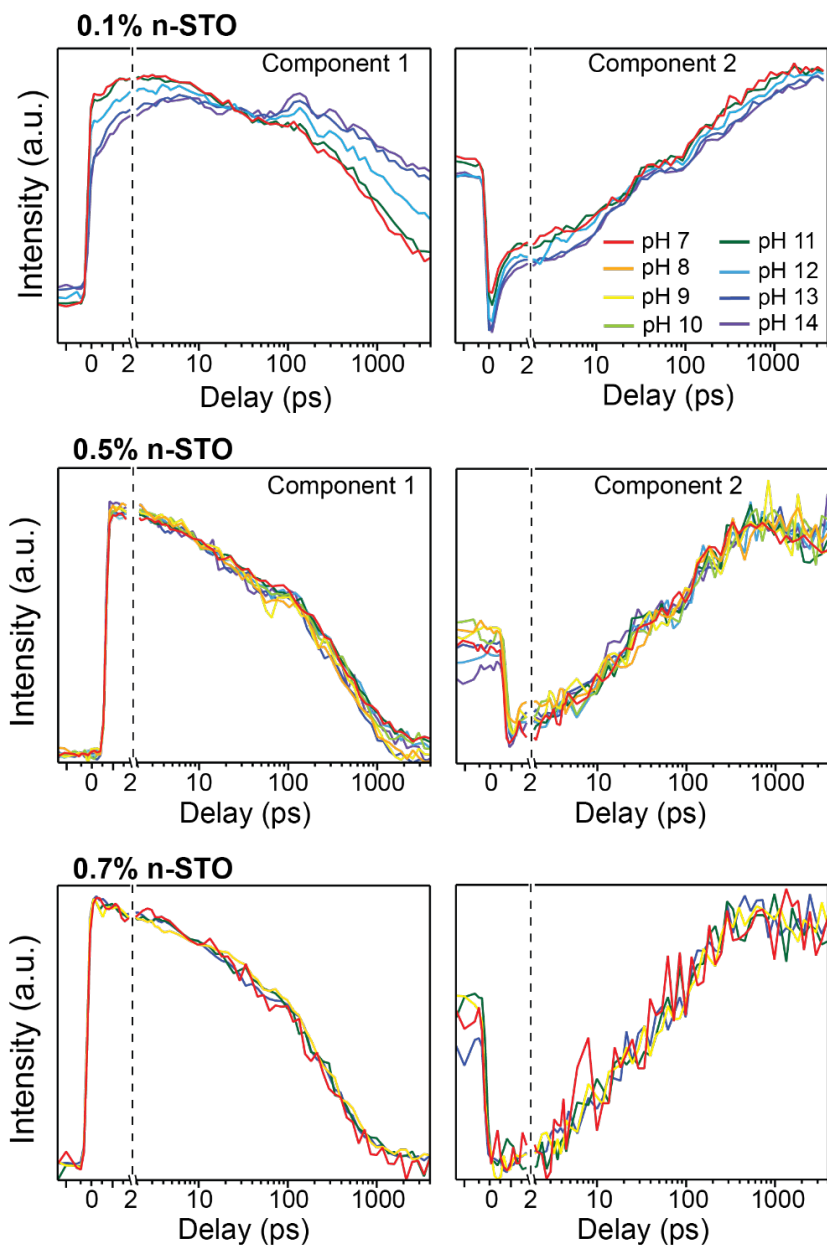 0.1% n-STO
Component 1
Component 2
Intensity (a.u.)
pH 7
pH 11
pH 8
pH 12
pH 9
pH 13
pH 10
pH 14
0 2 10 100 1000
0 2 10 100 1000
Delay (ps)
Delay (ps)
0.5% n-STO
Component 1
Component 2
Intensity (a.u.)
0 2 10 100 1000
0 2 10 100 1000
Delay (ps)
Delay (ps)
0.7% n-STO
Intensity (a.u.)
0 2 10 100 1000
0 2 10 100 1000
Delay (ps)
Delay (ps)